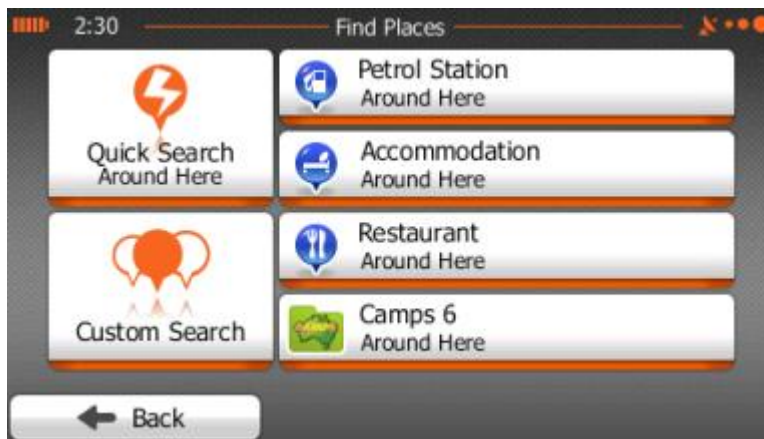 2:30
Find Places
Quick Search
Around Here
Custom Search
Petrol Station
Around Here
Accommodation
Around Here
Restaurant
Around Here
Camps 6
Around Here
Back